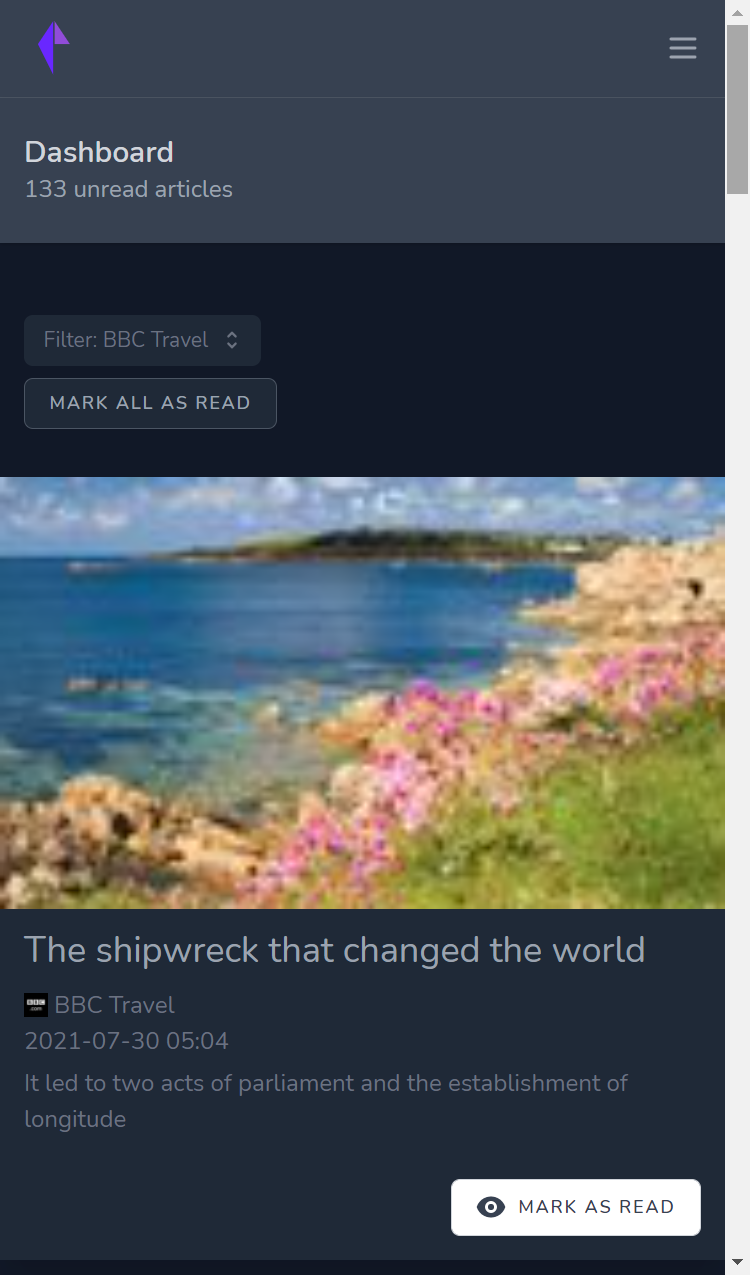 Dashboard
133 unread articles
Filter: BBC Travel
MARK ALL AS READ
The shipwreck that changed the world
BBC .com BBC Travel
2021-07-30 05:04
It led to two acts of parliament and the establishment of
longitude
MARK AS READ